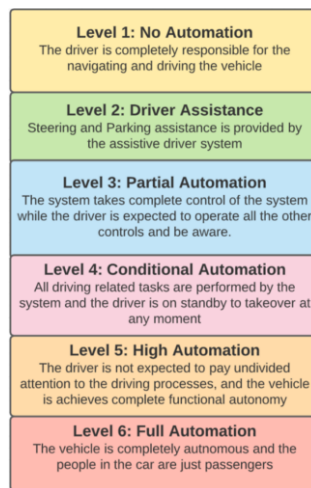 Level 1: No Automation
The driver is completely responsible for the
navigating and driving the vehicle
Level 2: Driver Assistance
Steering and Parking assistance is provided by
the assistive driver system
Level 3: Partial Automation
The system takes complete control of the system
while the driver is expected to operate all the other
controls and be aware.
Level 4: Conditional Automation
All driving related tasks are performed by the
system and the driver is on standby to takeover at
any moment
Level 5: High Automation
The driver is not expected to pay undivided
attention to the driving processes, and the vehicle
is achieves complete functional autonomy
Level 6: Full Automation
The vehicle is completely autnomous and the
people in the car are just passengers